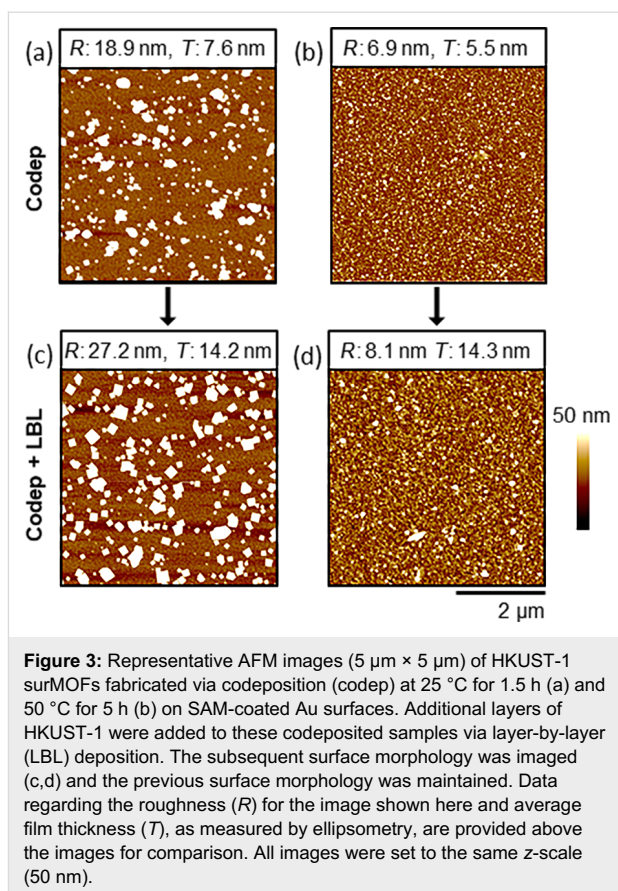 (a)
R: 18.9 nm, T: 7.6 nm
(b)
R: 6.9 nm, T: 5.5 nm
Codep
(c)
R: 27.2 nm, T: 14.2 nm
(d)
R: 8.1 nm T: 14.3 nm
Codep + LBL
50 nm
2 µm
Figure 3: Representative AFM images (5 µm × 5 µm) of HKUST-1
surMOFs fabricated via codeposition (codep) at 25 °C for 1.5 h (a) and
50 °C for 5 h (b) on SAM-coated Au surfaces. Additional layers of
HKUST-1 were added to these codeposited samples via layer-by-layer
(LBL) deposition. The subsequent surface morphology was imaged
(c,d) and the previous surface morphology was maintained. Data
regarding the roughness (R) for the image shown here and average
film thickness (T), as measured by ellipsometry, are provided above
the images for comparison. All images were set to the same z-scale
(50 nm).